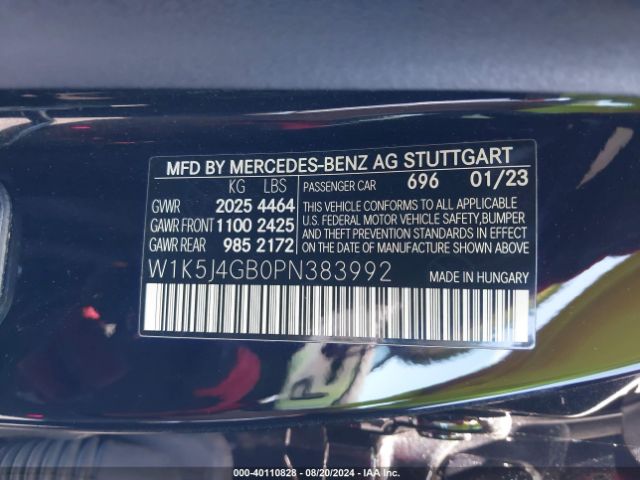 MFD BY MERCEDES-BENZ AG STUTTGART
KG LBS PASSENGER CAR 696 01/23
GVWR 2025 4464
GAWR FRONT 1100 2425
GAWR REAR 985 2172
THIS VEHICLE CONFORMS TO ALL APPLICABLE
U.S. FEDERAL MOTOR VEHICLE SAFETY,BUMPER
AND THEFT PREVENTION STANDARDS IN EFFECT
ON THE DATE OF MANUFACTURE SHOWN ABOVE.
MADE IN HUNGARY
W1K5J4GB0PN383992
000-40110828 - 08/20/2024 - IAA Inc.